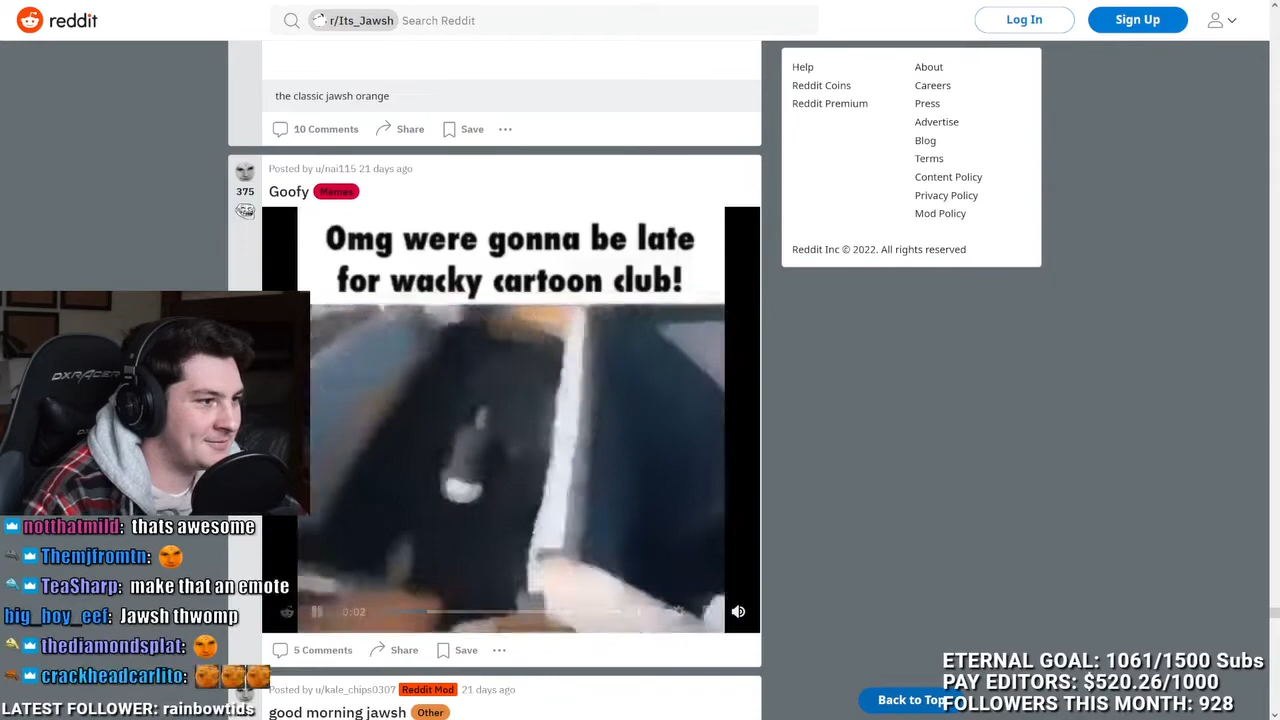 reddit
r/Its_Jawsh Search Reddit
Log In
Sign Up
the classic jawsh orange
10 Comments Share Save
Help
Reddit Coins
Reddit Premium
About
Careers
Press
Advertise
Blog
Terms
Content Policy
Privacy Policy
Mod Policy
Reddit Inc © 2022. All rights reserved
Posted by u/nai115 21 days ago
375
Goofy Memes
Omg were gonna be late
for wacky cartoon club!
DXRACER
0:02
5 Comments Share Save
Posted by u/kale_chips0307 Reddit Mod 21 days ago
good morning jawsh Other
notthatmild: thats awesome
Themjfromtn:
TeaSharp: make that an emote
big_boy_eef: Jawsh thwomp
thediamondsplat:
crackheadcarlito:
LATEST FOLLOWER: rainbowtids
Back to Top
ETERNAL GOAL: 1061/1500 Subs
PAY EDITORS: $520.26/1000
FOLLOWERS THIS MONTH: 928